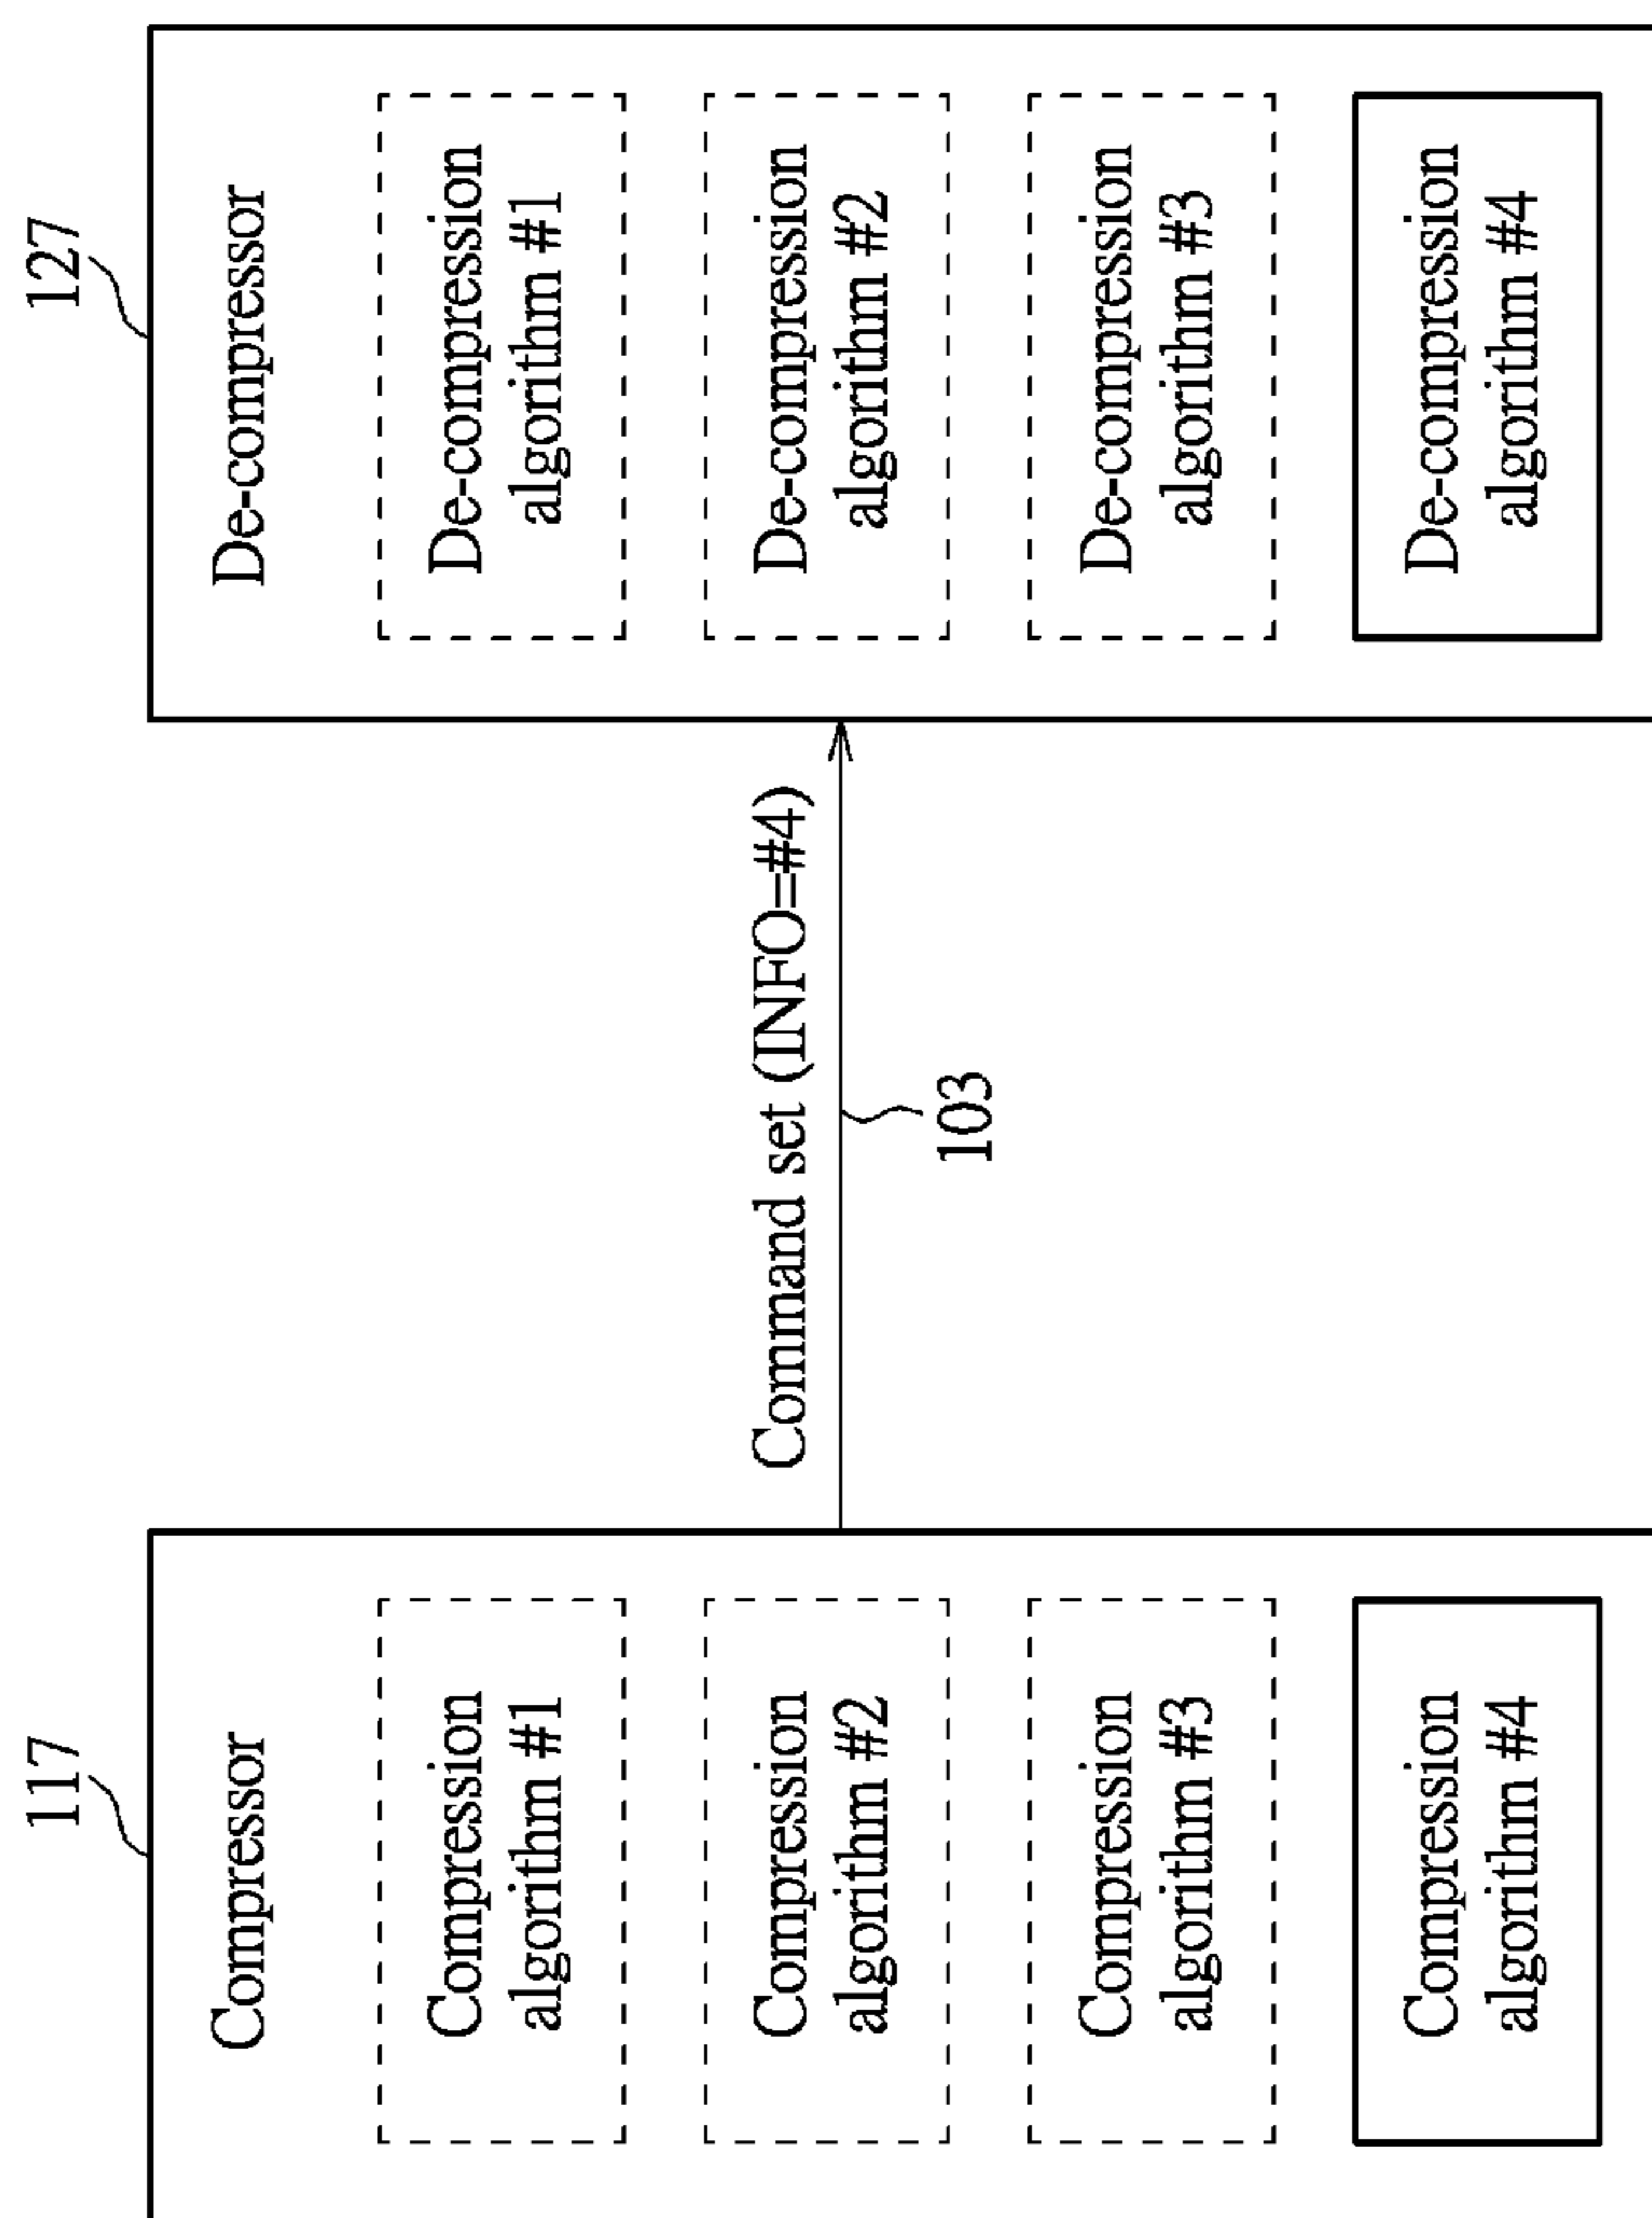 117
Compressor
Compression
algorithm #1
Compression
algorithm #2
Compression
algorithm #3
Compression
algorithm #4
Command set (INFO=#4)
103
127
De-compressor
De-compression
algorithm #1
De-compression
algorithm #2
De-compression
algorithm #3
De-compression
algorithm #4